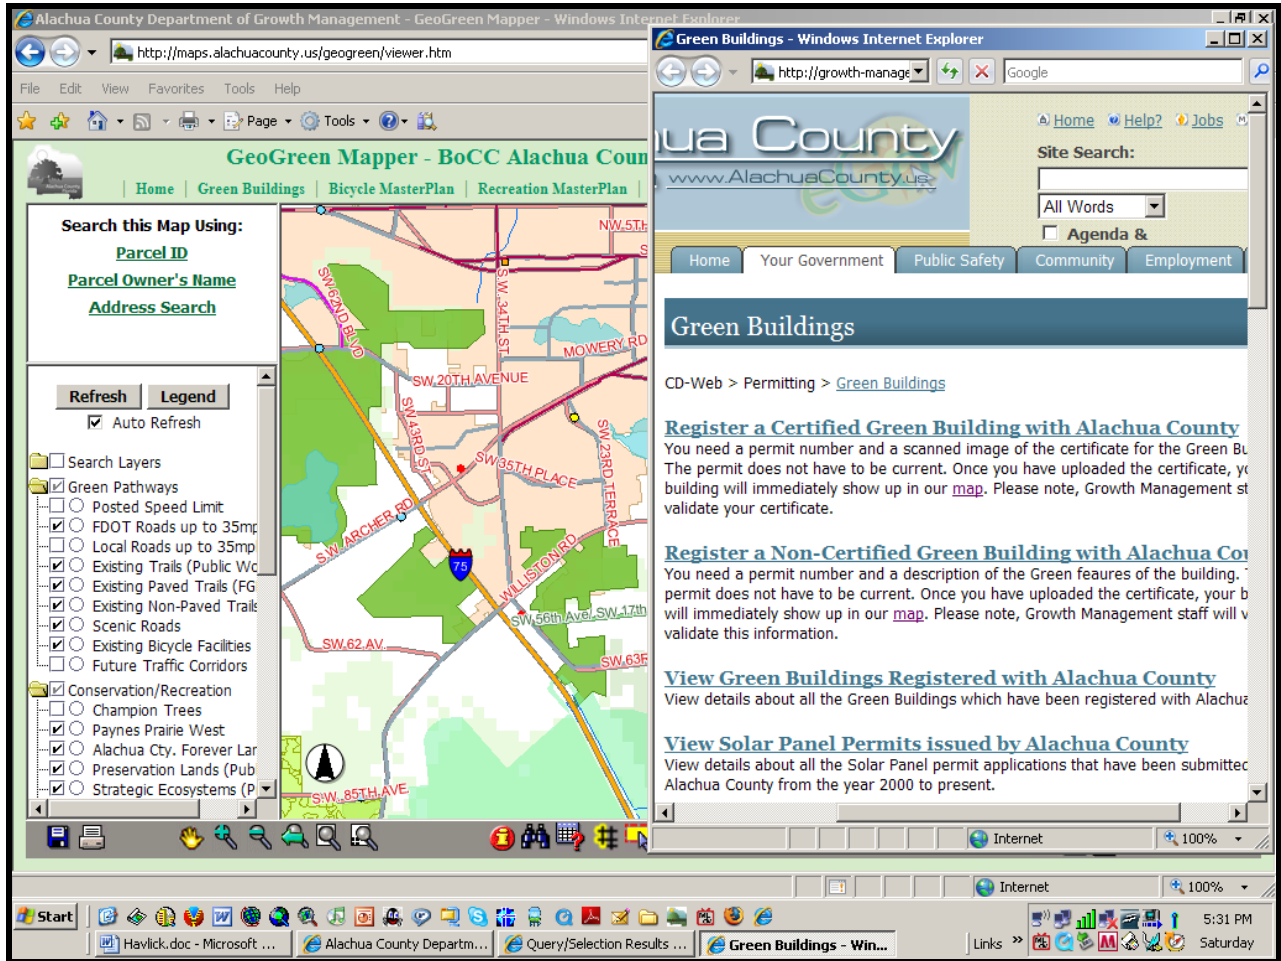 Alachua County Department of Growth Management - GeoGreen Mapper - Windows Internet Explorer
http://maps.alachuacounty.us/geogreen/viewer.htm
File Edit View Favorites Tools Help
Page Tools
GeoGreen Mapper - BoCC Alachua Coun
Home | Green Buildings | Bicycle MasterPlan | Recreation MasterPlan |
Search this Map Using:
Parcel ID
Parcel Owner's Name
Address Search
Refresh Legend
Auto Refresh
Search Layers
Green Pathways
Posted Speed Limit
FDOT Roads up to 35mp
Local Roads up to 35mp
Existing Trails (Public Wo
Existing Paved Trails (FG
Existing Non-Paved Trails
Scenic Roads
Existing Bicycle Facilities
Future Traffic Corridors
Conservation/Recreation
Champion Trees
Paynes Prairie West
Alachua Cty. Forever Lan
Preservation Lands (Pub
Strategic Ecosystems (P
NW 5TH
S
SW 62ND BLVD
S.W. 34TH ST.
MOWERY RD
SW 20TH AVENUE
SW 43RD ST.
SW 35TH PLACE
SW 23RD TERRACE
S.W. ARCHER RD
75
WILLISTON RD
SW 56th Ave/SW 17th
SW 62 AV.
SW 63R
S.W. 85TH AVE
Green Buildings - Windows Internet Explorer
http://growth-manage
Google
ua County
www.AlachuaCounty.us
Home Help? Jobs M
Site Search:
All Words
Agenda &
Home Your Government Public Safety Community Employment
Green Buildings
CD-Web > Permitting > Green Buildings
Register a Certified Green Building with Alachua County
You need a permit number and a scanned image of the certificate for the Green Bu
The permit does not have to be current. Once you have uploaded the certificate, yo
building will immediately show up in our map. Please note, Growth Management st
validate your certificate.
Register a Non-Certified Green Building with Alachua Cou
You need a permit number and a description of the Green feaures of the building. T
permit does not have to be current. Once you have uploaded the certificate, your b
will immediately show up in our map. Please note, Growth Management staff will v
validate this information.
View Green Buildings Registered with Alachua County
View details about all the Green Buildings which have been registered with Alachua
View Solar Panel Permits issued by Alachua County
View details about all the Solar Panel permit applications that have been submitted
Alachua County from the year 2000 to present.
Internet 100%
Internet 100%
Start
5:31 PM
Havlick.doc - Microsoft ... Alachua County Departm... Query/Selection Results ... Green Buildings - Win... Links » Saturday